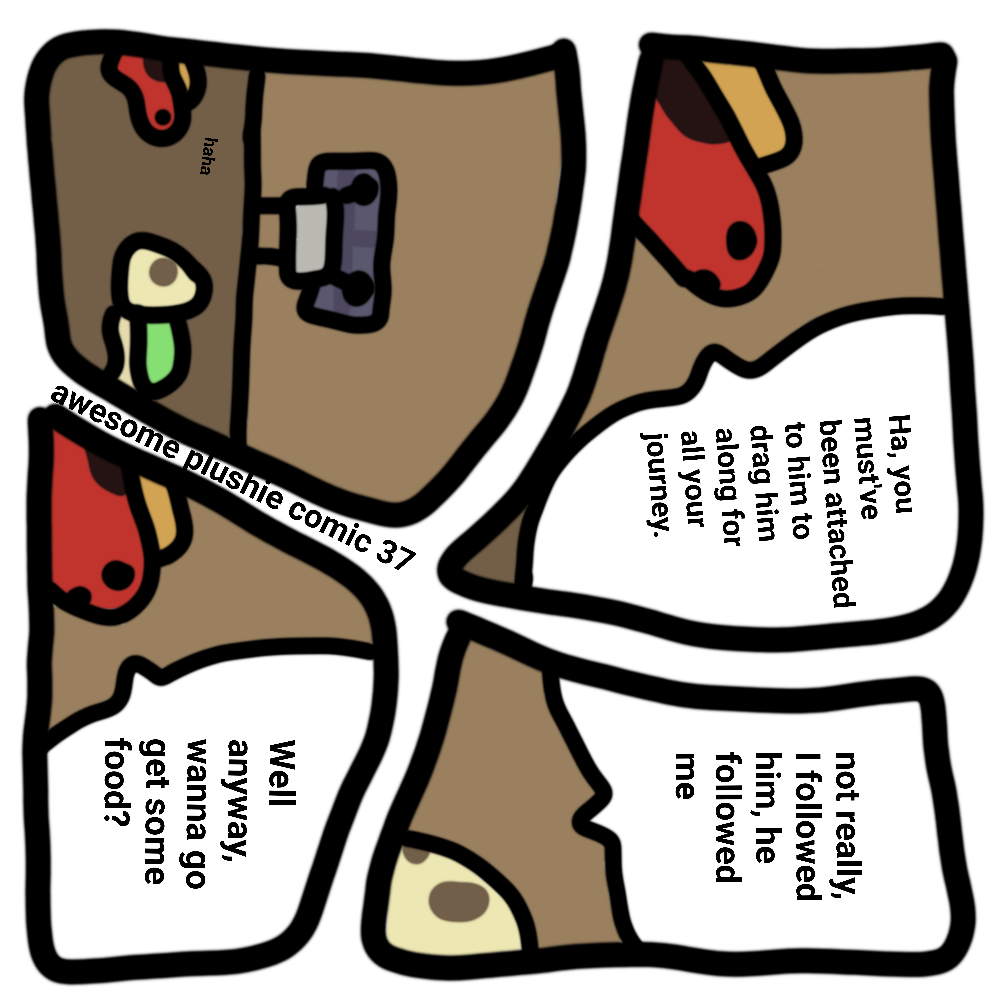 Ha, you
must've
been attached
to him to
drag him
along for
all your
journey.
not really,
I followed
him, he
followed
me
haha
awesome plushie comic 37
Well
anyway,
wanna go
get some
food?